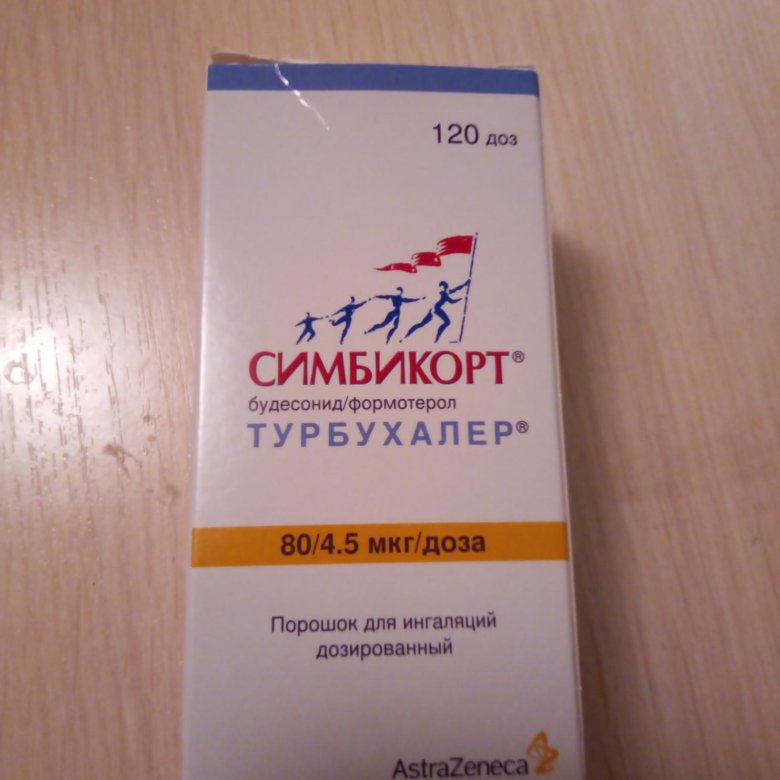 120 доз
СИМБИКОРТ®
будесонид/формотерол
ТУРБУХАЛЕР®
80/4.5 мкг/доза
Порошок для ингаляций
дозированный
AstraZeneca